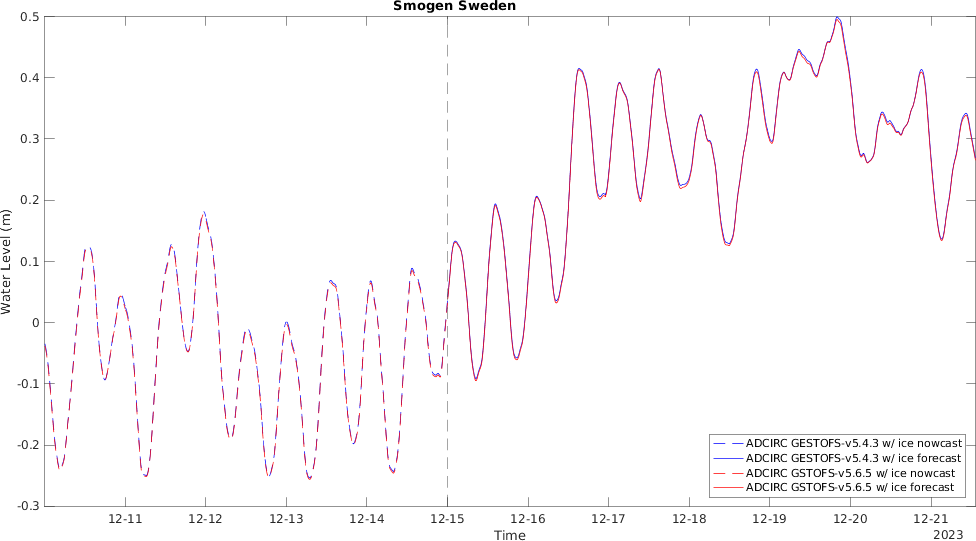 Smogen Sweden
0.5
0.4
0.3
0.2
0.1
0
-0.1
-0.2
-0.3
Water Level (m)
ADCIRC GESTOFS-v5.4.3 w/ ice nowcast
ADCIRC GESTOFS-v5.4.3 w/ ice forecast
ADCIRC GSTOFS-v5.6.5 w/ ice nowcast
ADCIRC GSTOFS-v5.6.5 w/ ice forecast
12-11 12-12 12-13 12-14 12-15 12-16 12-17 12-18 12-19 12-20 12-21
Time
2023